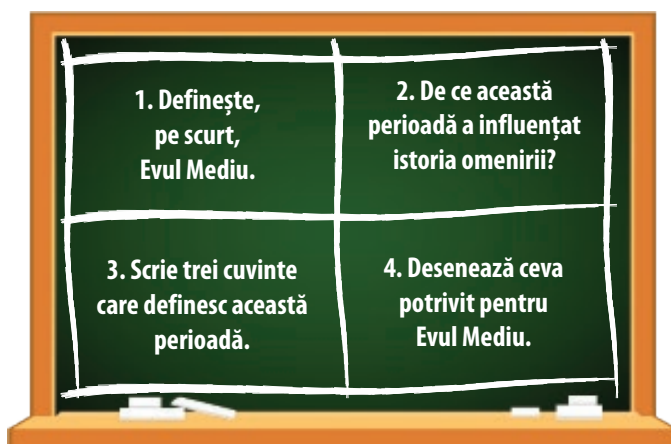 1. Definește,
pe scurt,
Evul Mediu.
2. De ce această
perioadă a influențat
istoria omenirii?
3. Scrie trei cuvinte
care definesc această
perioadă.
4. Desenează ceva
potrivit pentru
Evul Mediu.